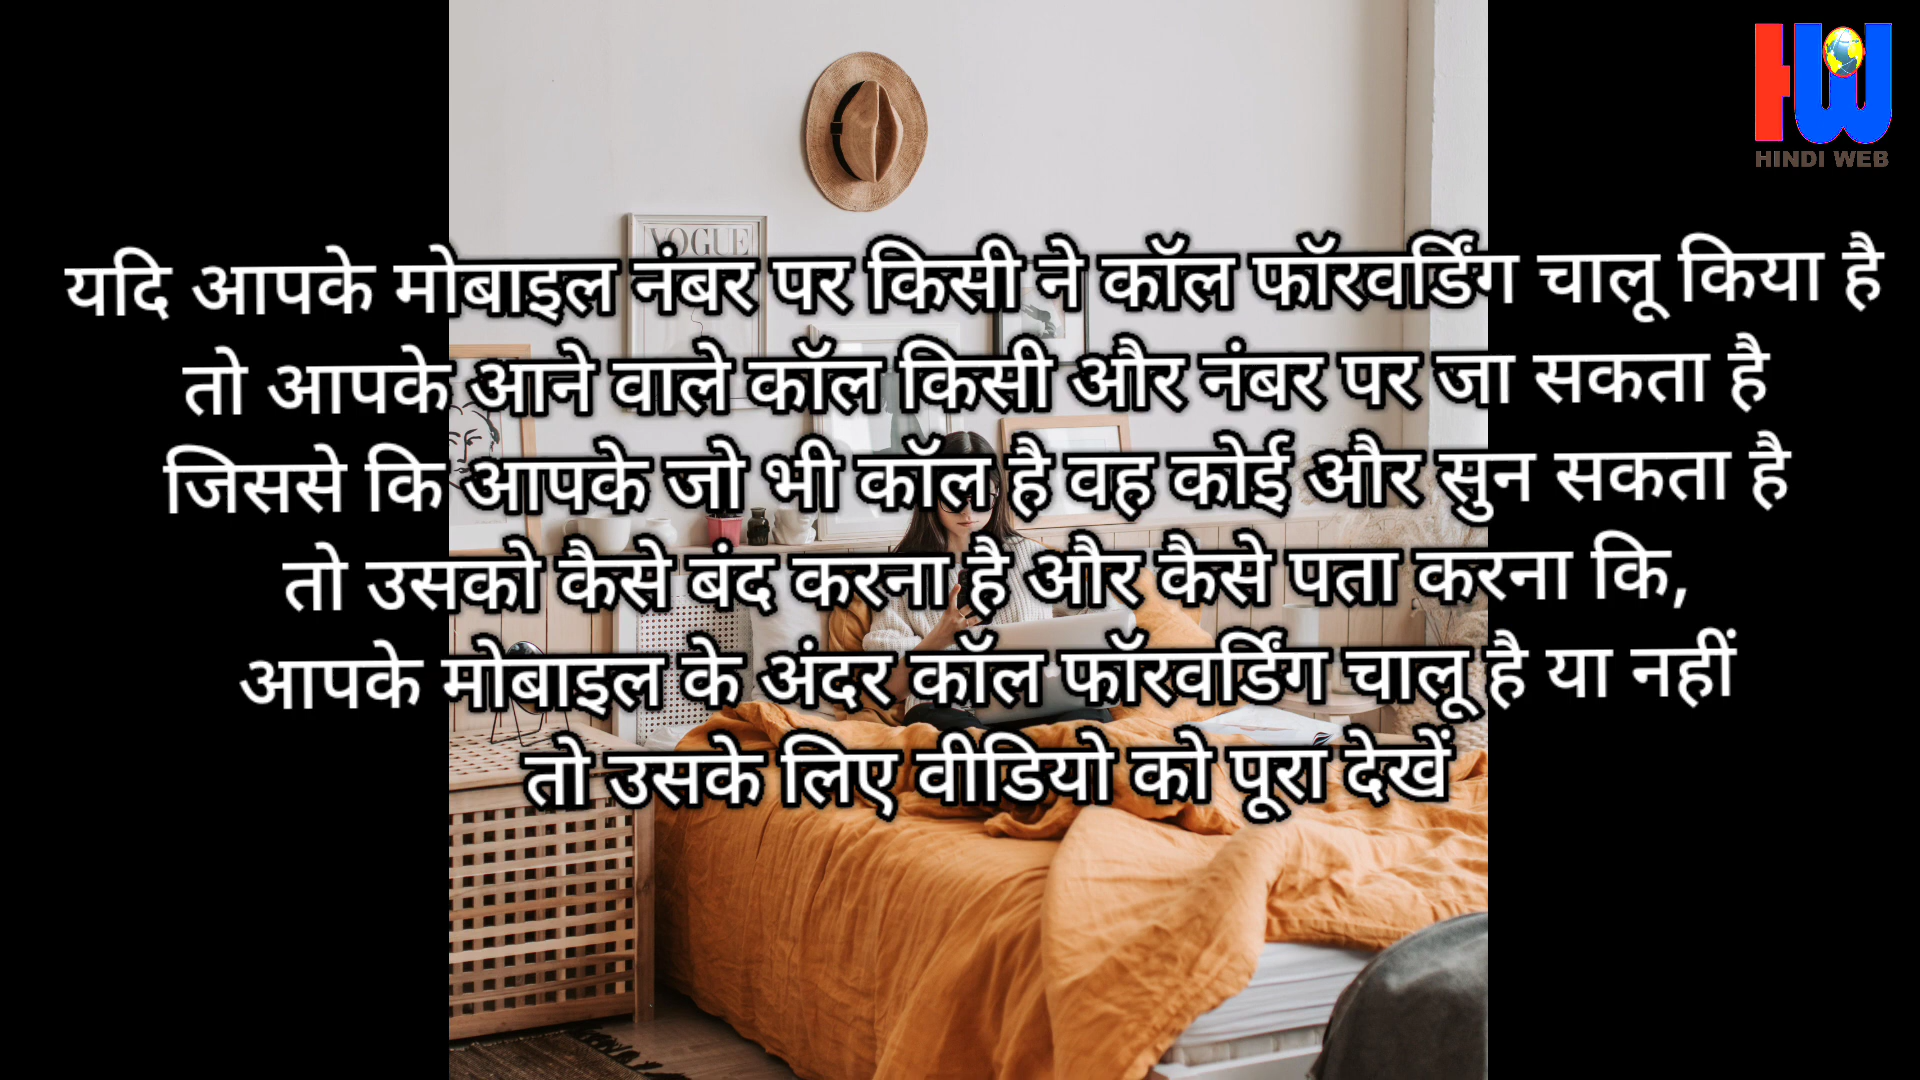 HINDI WEB
VOGUE
यदि आपके मोबाइल नंबर पर किसी ने कॉल फॉरवर्डिंग चालू किया है
तो आपके आने वाले कॉल किसी और नंबर पर जा सकता है
जिससे कि आपके जो भी कॉल है वह कोई और सुन सकता है
तो उसको कैसे बंद करना है और कैसे पता करना कि,
आपके मोबाइल के अंदर कॉल फॉरवर्डिंग चालू है या नहीं
तो उसके लिए वीडियो को पूरा देखें